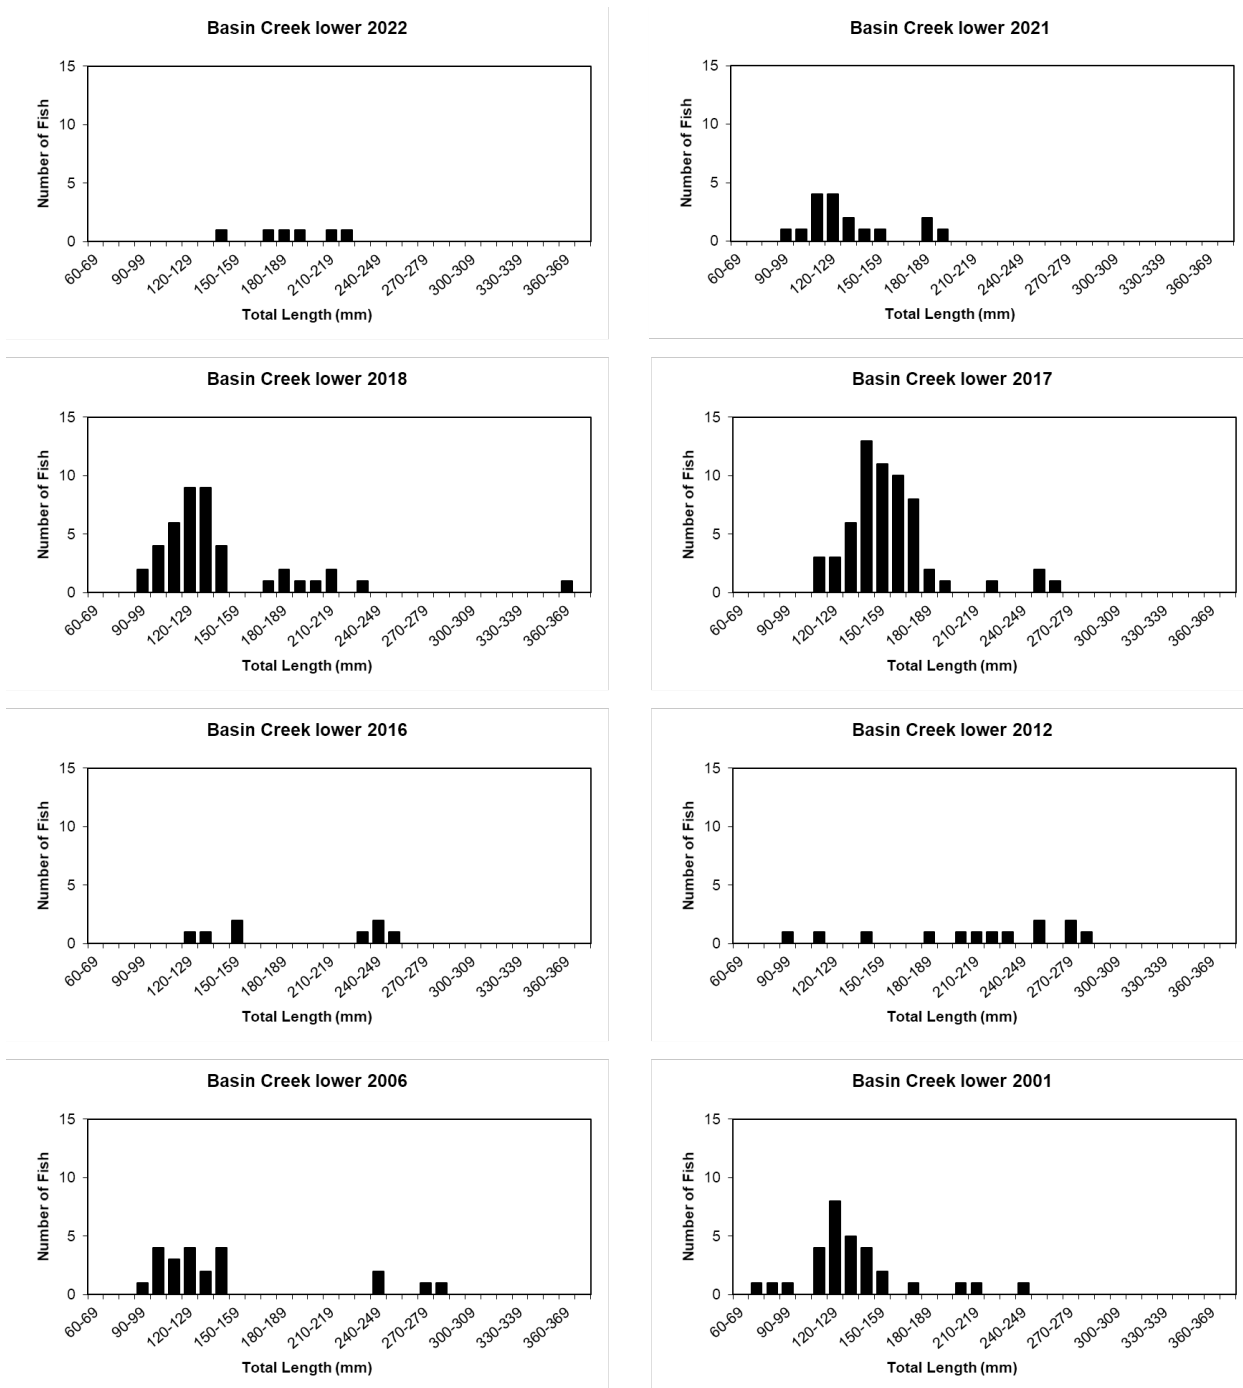 Basin Creek lower 2022
15
10
5
0
Number of Fish
60-69 90-99 120-129 150-159 180-189 210-219 240-249 270-279 300-309 330-339 360-369
Total Length (mm)
Basin Creek lower 2021
15
10
5
0
Number of Fish
60-69 90-99 120-129 150-159 180-189 210-219 240-249 270-279 300-309 330-339 360-369
Total Length (mm)
Basin Creek lower 2018
15
10
5
0
Number of Fish
60-69 90-99 120-129 150-159 180-189 210-219 240-249 270-279 300-309 330-339 360-369
Total Length (mm)
Basin Creek lower 2017
15
10
5
0
Number of Fish
60-69 90-99 120-129 150-159 180-189 210-219 240-249 270-279 300-309 330-339 360-369
Total Length (mm)
Basin Creek lower 2016
15
10
5
0
Number of Fish
60-69 90-99 120-129 150-159 180-189 210-219 240-249 270-279 300-309 330-339 360-369
Total Length (mm)
Basin Creek lower 2012
15
10
5
0
Number of Fish
60-69 90-99 120-129 150-159 180-189 210-219 240-249 270-279 300-309 330-339 360-369
Total Length (mm)
Basin Creek lower 2006
15
10
5
0
Number of Fish
60-69 90-99 120-129 150-159 180-189 210-219 240-249 270-279 300-309 330-339 360-369
Total Length (mm)
Basin Creek lower 2001
15
10
5
0
Number of Fish
60-69 90-99 120-129 150-159 180-189 210-219 240-249 270-279 300-309 330-339 360-369
Total Length (mm)